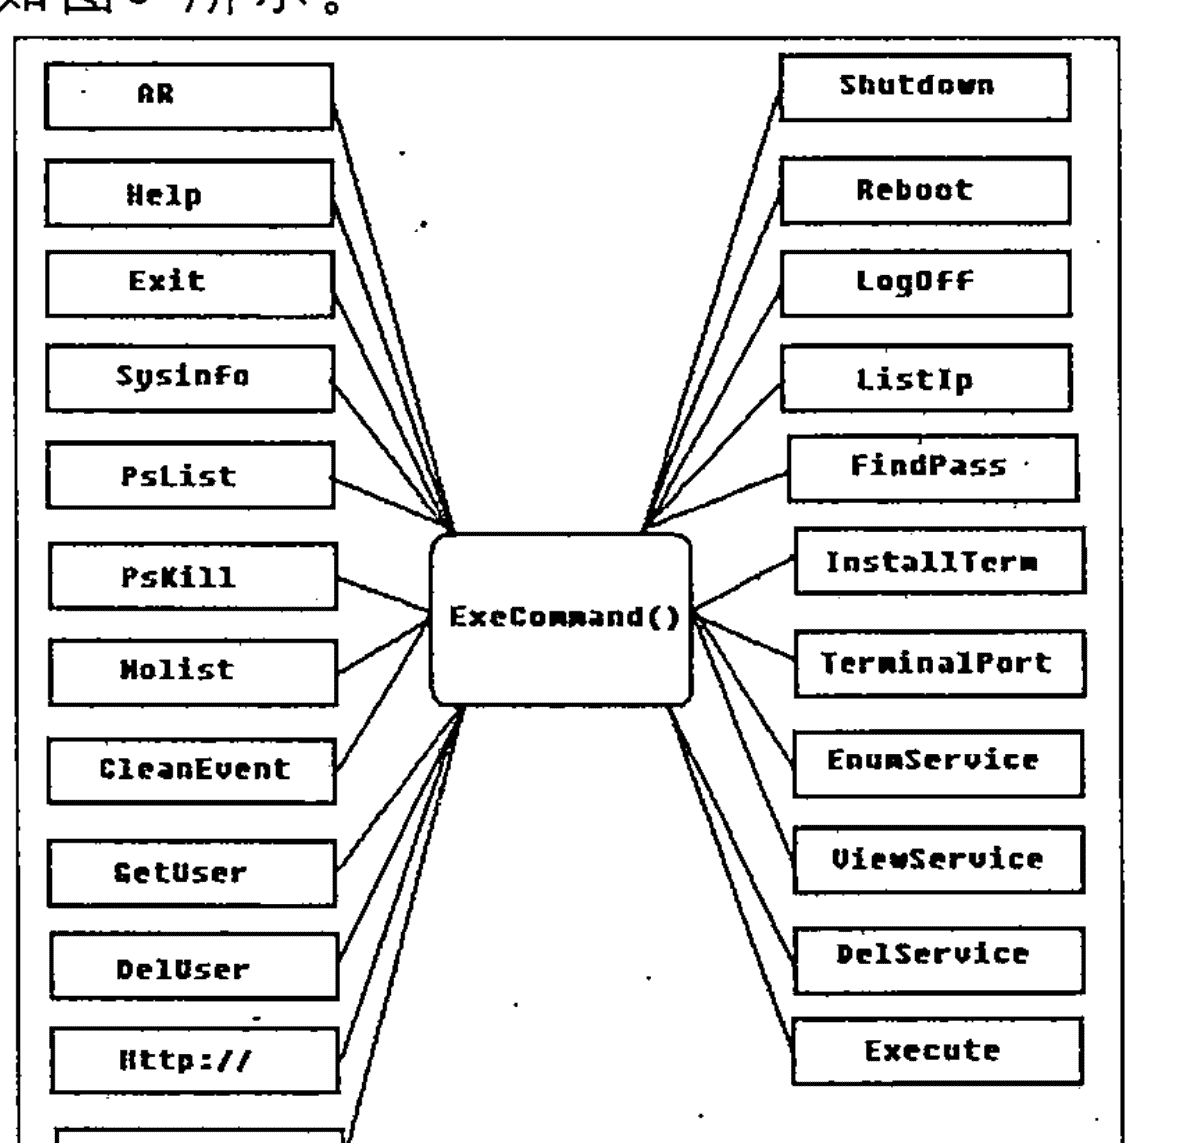 AR
Help
Exit
Sysinfo
PsList
PsKill
Molist
CleanEvent
GetUser
DelUser
Http://
ExeCommand()
Shutdown
Reboot
LogOff
ListIp
FindPass
InstallTerm
TerminalPort
EnumService
ViewService
DelService
Execute